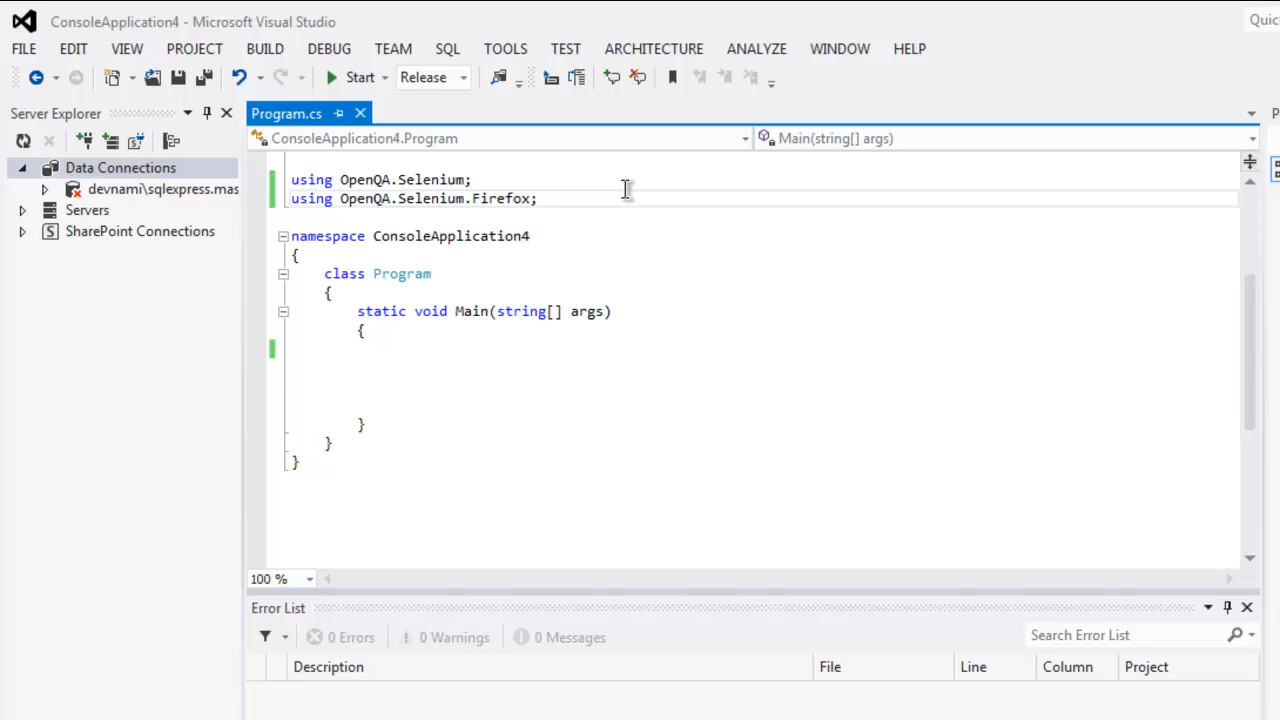 ConsoleApplication4 - Microsoft Visual Studio
Quic
FILE EDIT VIEW PROJECT BUILD DEBUG TEAM SQL TOOLS TEST ARCHITECTURE ANALYZE WINDOW HELP
Start Release
Server Explorer
Program.cs
P
ConsoleApplication4.Program
Main(string[] args)
Data Connections
devnami\sqlexpress.mas
Servers
SharePoint Connections
using OpenQA.Selenium;
using OpenQA.Selenium.Firefox;
namespace ConsoleApplication4
{
class Program
{
static void Main(string[] args)
{
}
}
}
100 %
Error List
0 Errors 0 Warnings 0 Messages
Search Error List
Description File Line Column Project